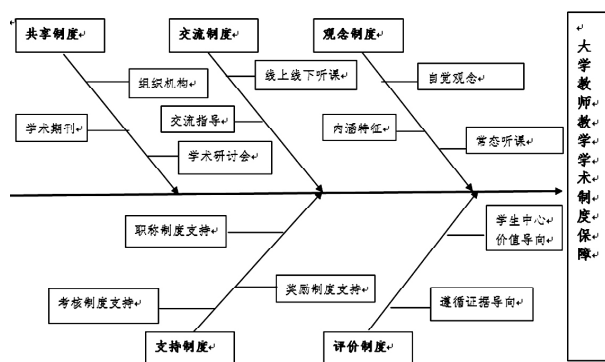 共享制度
交流制度
观念制度
组织机构
线上线下听课
自觉观念
学术期刊
交流指导
内涵特征
学术研讨会
常态听课
大学教师教学学术制度保障
职称制度支持
学生中心
价值导向
考核制度支持
奖励制度支持
遵循证据导向
支持制度
评价制度